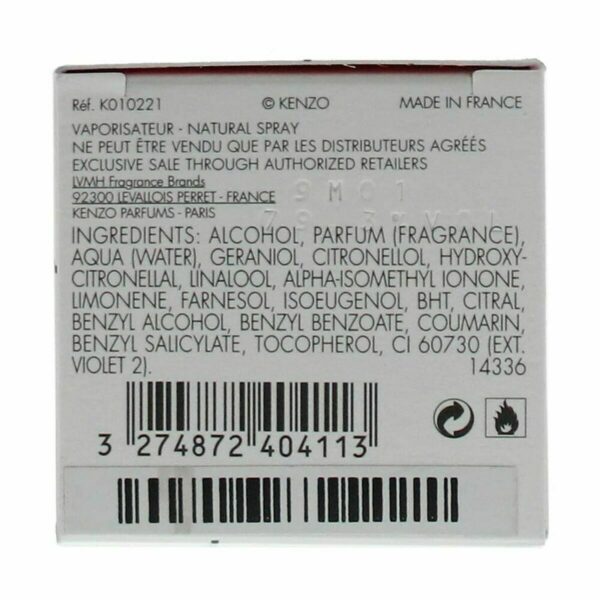 Réf. K010221 © KENZO MADE IN FRANCE
VAPORISATEUR - NATURAL SPRAY
NE PEUT ÊTRE VENDU QUE PAR LES DISTRIBUTEURS AGRÉÉS
EXCLUSIVE SALE THROUGH AUTHORIZED RETAILERS
LVMH Fragrance Brands
92300 LEVALLOIS PERRET - FRANCE
KENZO PARFUMS - PARIS
9M01
INGREDIENTS: ALCOHOL, PARFUM (FRAGRANCE),
AQUA (WATER), GERANIOL, CITRONELLOL, HYDROXY-
CITRONELLAL, LINALOOL, ALPHA-ISOMETHYL IONONE,
LIMONENE, FARNESOL, ISOEUGENOL, BHT, CITRAL,
BENZYL ALCOHOL, BENZYL BENZOATE, COUMARIN,
BENZYL SALICYLATE, TOCOPHEROL, CI 60730 (EXT.
VIOLET 2). 14336
3 274872 404113